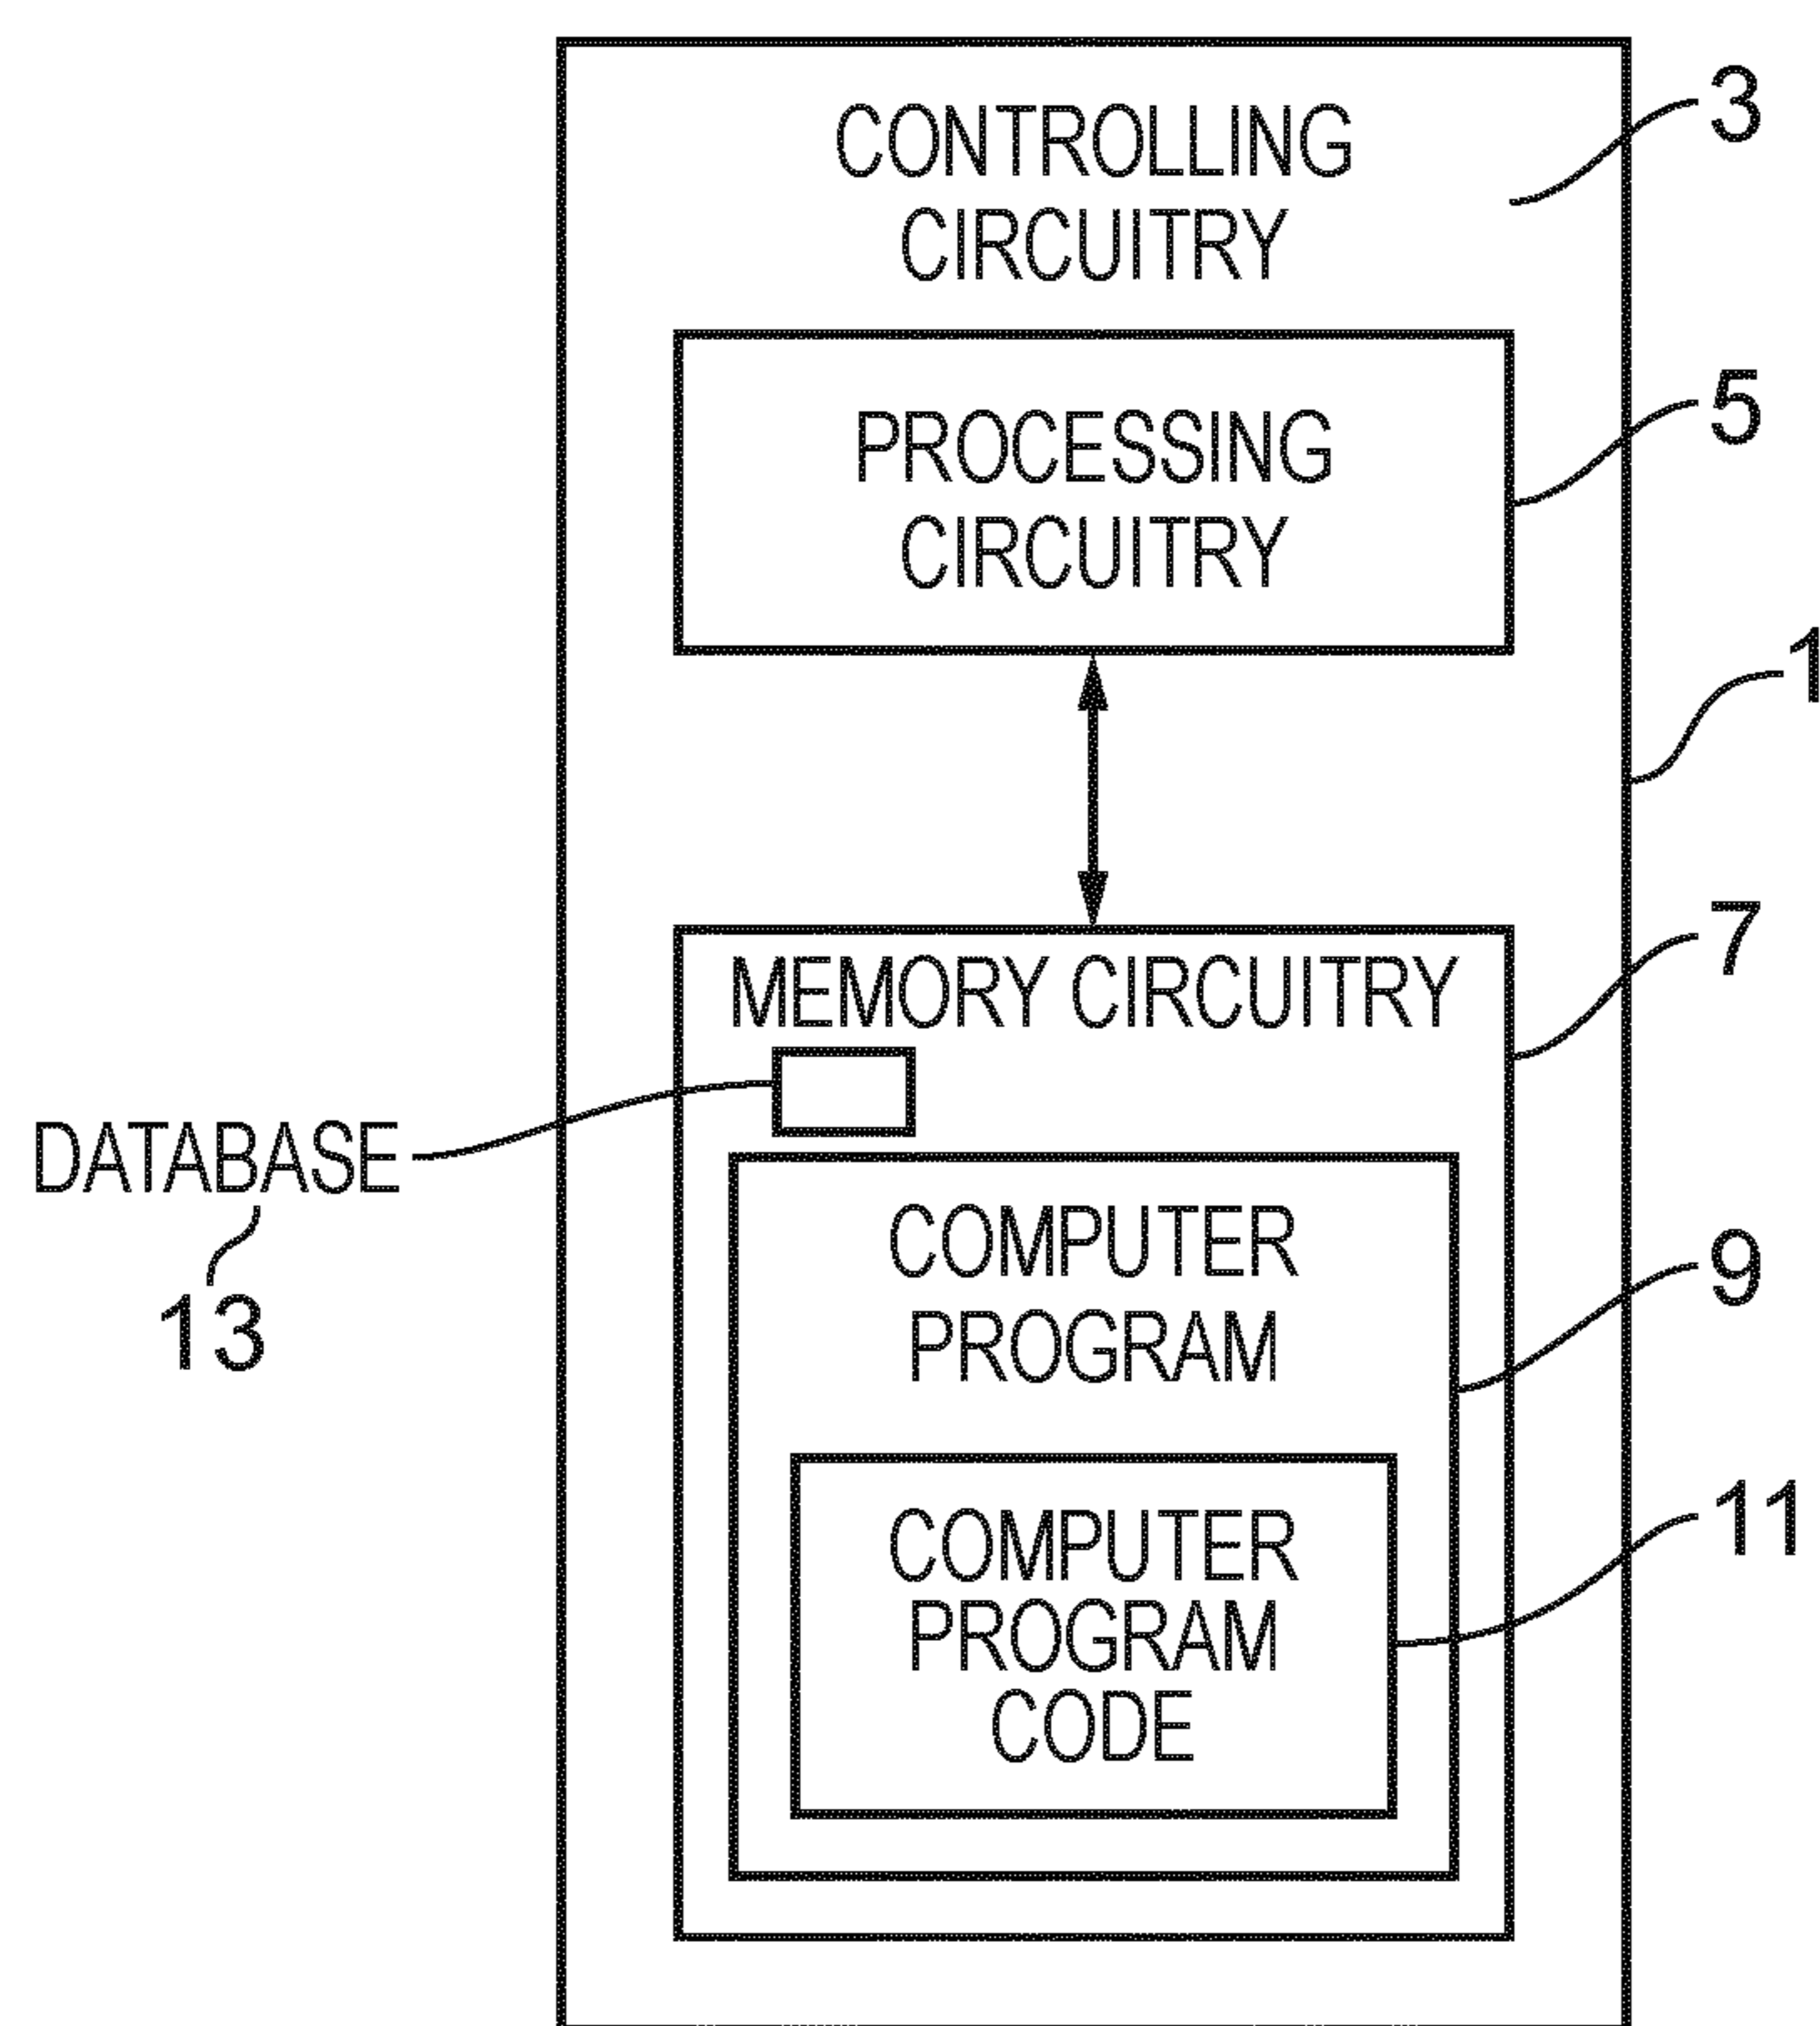 CONTROLLING
CIRCUITRY
3
PROCESSING
CIRCUITRY
5
1
MEMORY CIRCUITRY
7
DATABASE
13
COMPUTER
PROGRAM
9
COMPUTER
PROGRAM
CODE
11